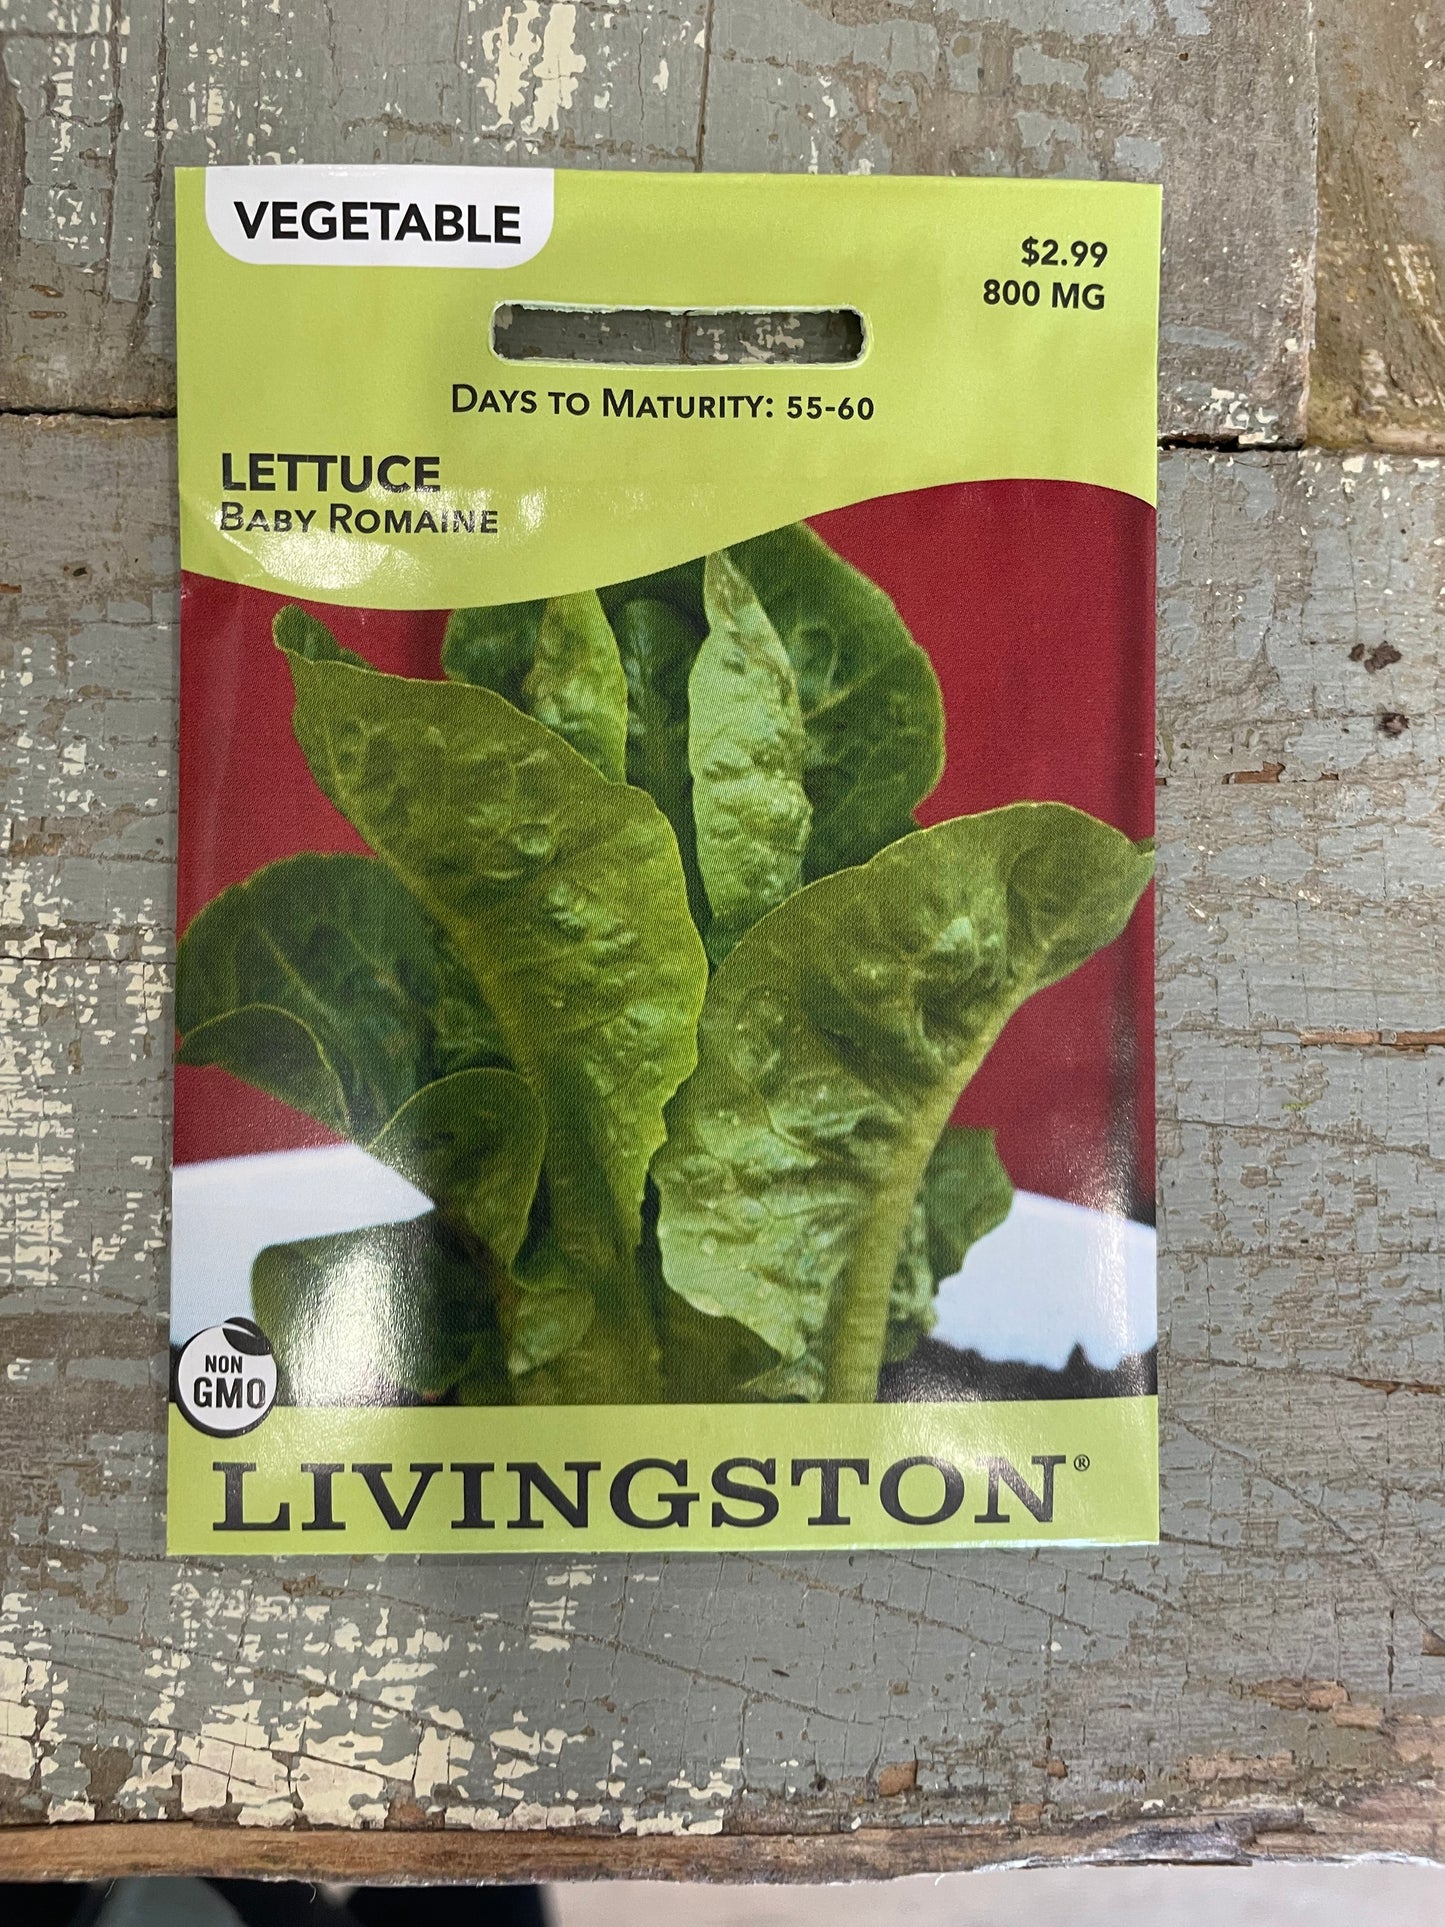 VEGETABLE
$2.99
800 MG
DAYS TO MATURITY: 55-60
LETTUCE
BABY ROMAINE
NON
GMO
LIVINGSTON®